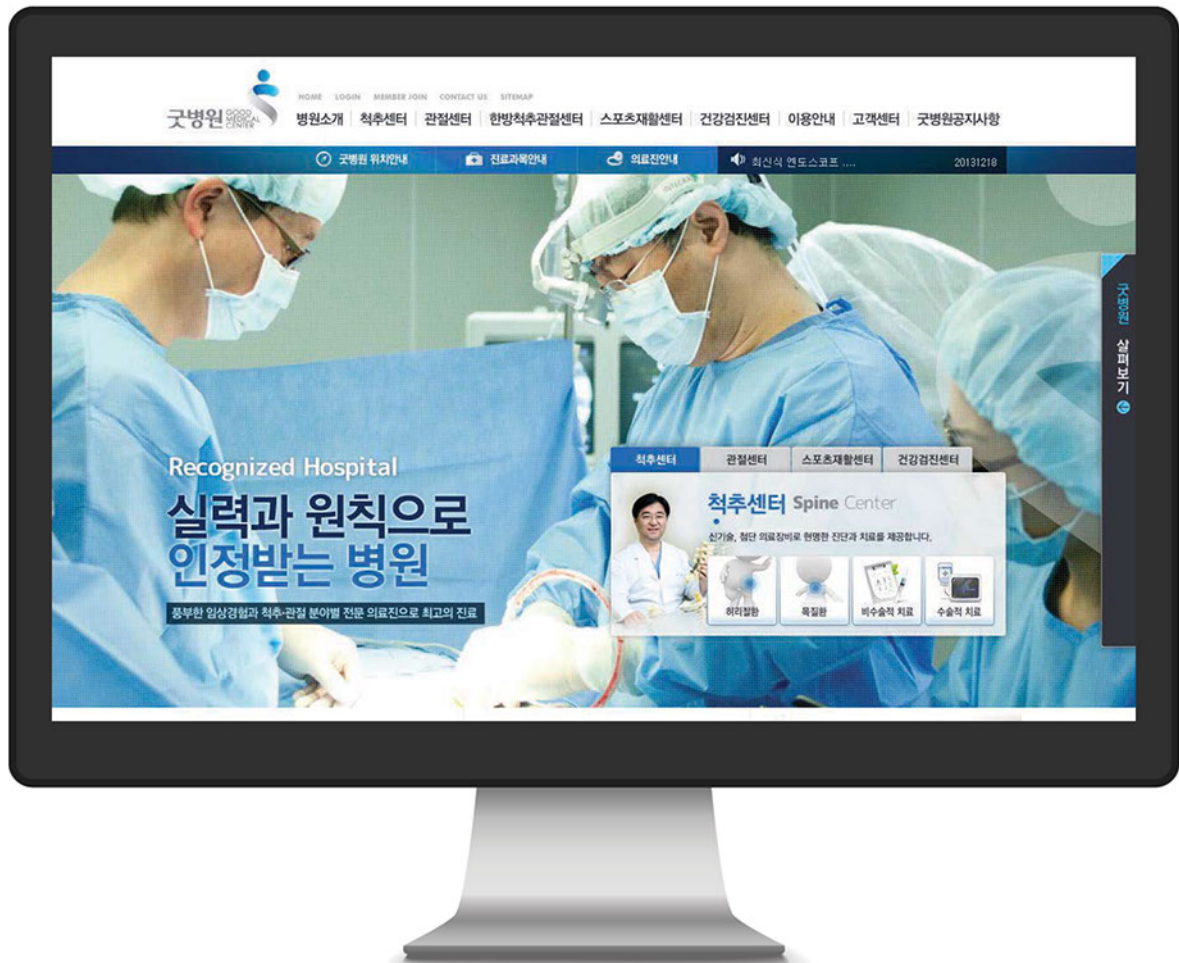 굿병원 GOOD MEDICAL CENTER
HOME LOGIN MEMBER JOIN CONTACT US SITEMAP
병원소개 척추센터 관절센터 한방척추관절센터 스포츠재활센터 건강검진센터 이용안내 고객센터 굿병원공지사항
굿병원 위치안내 진료과목안내 의료진안내 최신식 엔도스코프 .... 20131218
굿병원 살펴보기
Recognized Hospital
실력과 원칙으로
인정받는 병원
풍부한 임상경험과 척추·관절 분야별 전문 의료진으로 최고의 진료
척추센터 관절센터 스포츠재활센터 건강검진센터
척추센터 Spine Center
신기술, 첨단 의료장비로 현명한 진단과 치료를 제공합니다.
허리질환 목질환 비수술적 치료 수술적 치료